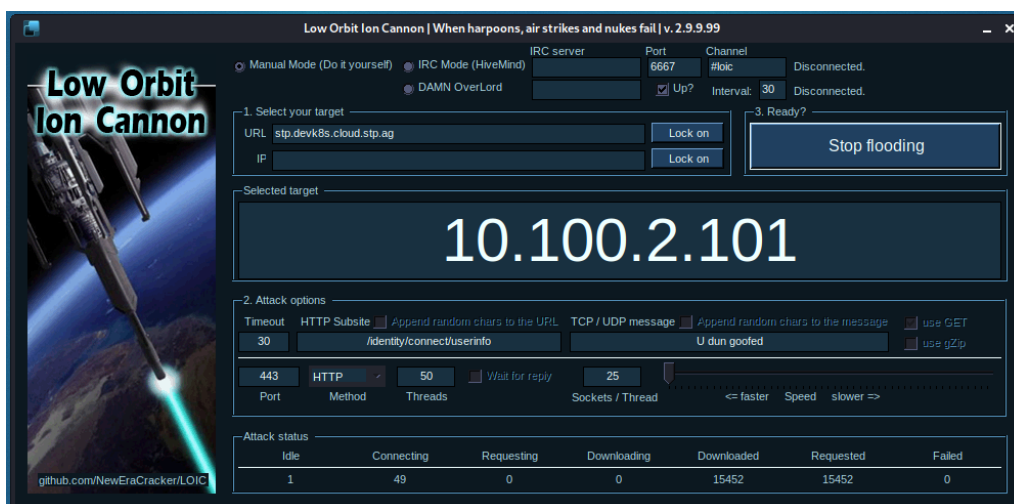 Low Orbit Ion Cannon | When harpoons, air strikes and nukes fail | v. 2.9.9.99
Low Orbit
Ion Cannon
github.com/NewEraCracker/LOIC
IRC server Port Channel
Manual Mode (Do it yourself) IRC Mode (HiveMind) 6667 #loic Disconnected.
DAMN OverLord Up? Interval: 30 Disconnected.
1. Select your target
URL stp.devk8s.cloud.stp.ag Lock on
IP Lock on
3. Ready?
Stop flooding
Selected target
10.100.2.101
2. Attack options
Timeout HTTP Subsite Append random chars to the URL TCP / UDP message Append random chars to the message use GET
30 /identity/connect/userinfo U dun goofed use gZip
443 HTTP 50 Wait for reply 25
Port Method Threads Sockets / Thread <= faster Speed slower =>
Attack status
Idle Connecting Requesting Downloading Downloaded Requested Failed
1 49 0 0 15452 15452 0